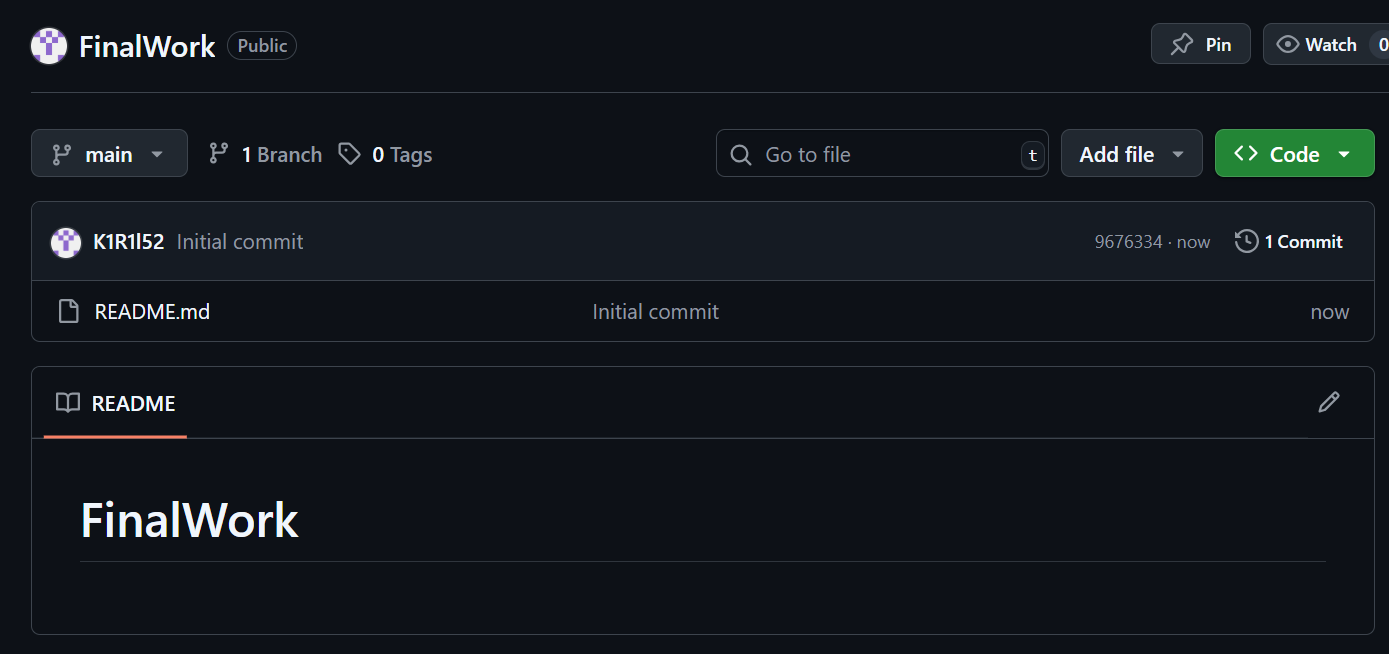 FinalWork Public Pin Watch 0
main 1 Branch 0 Tags Go to file t Add file Code
K1R1l52 Initial commit 9676334 · now 1 Commit
README.md Initial commit now
README
FinalWork